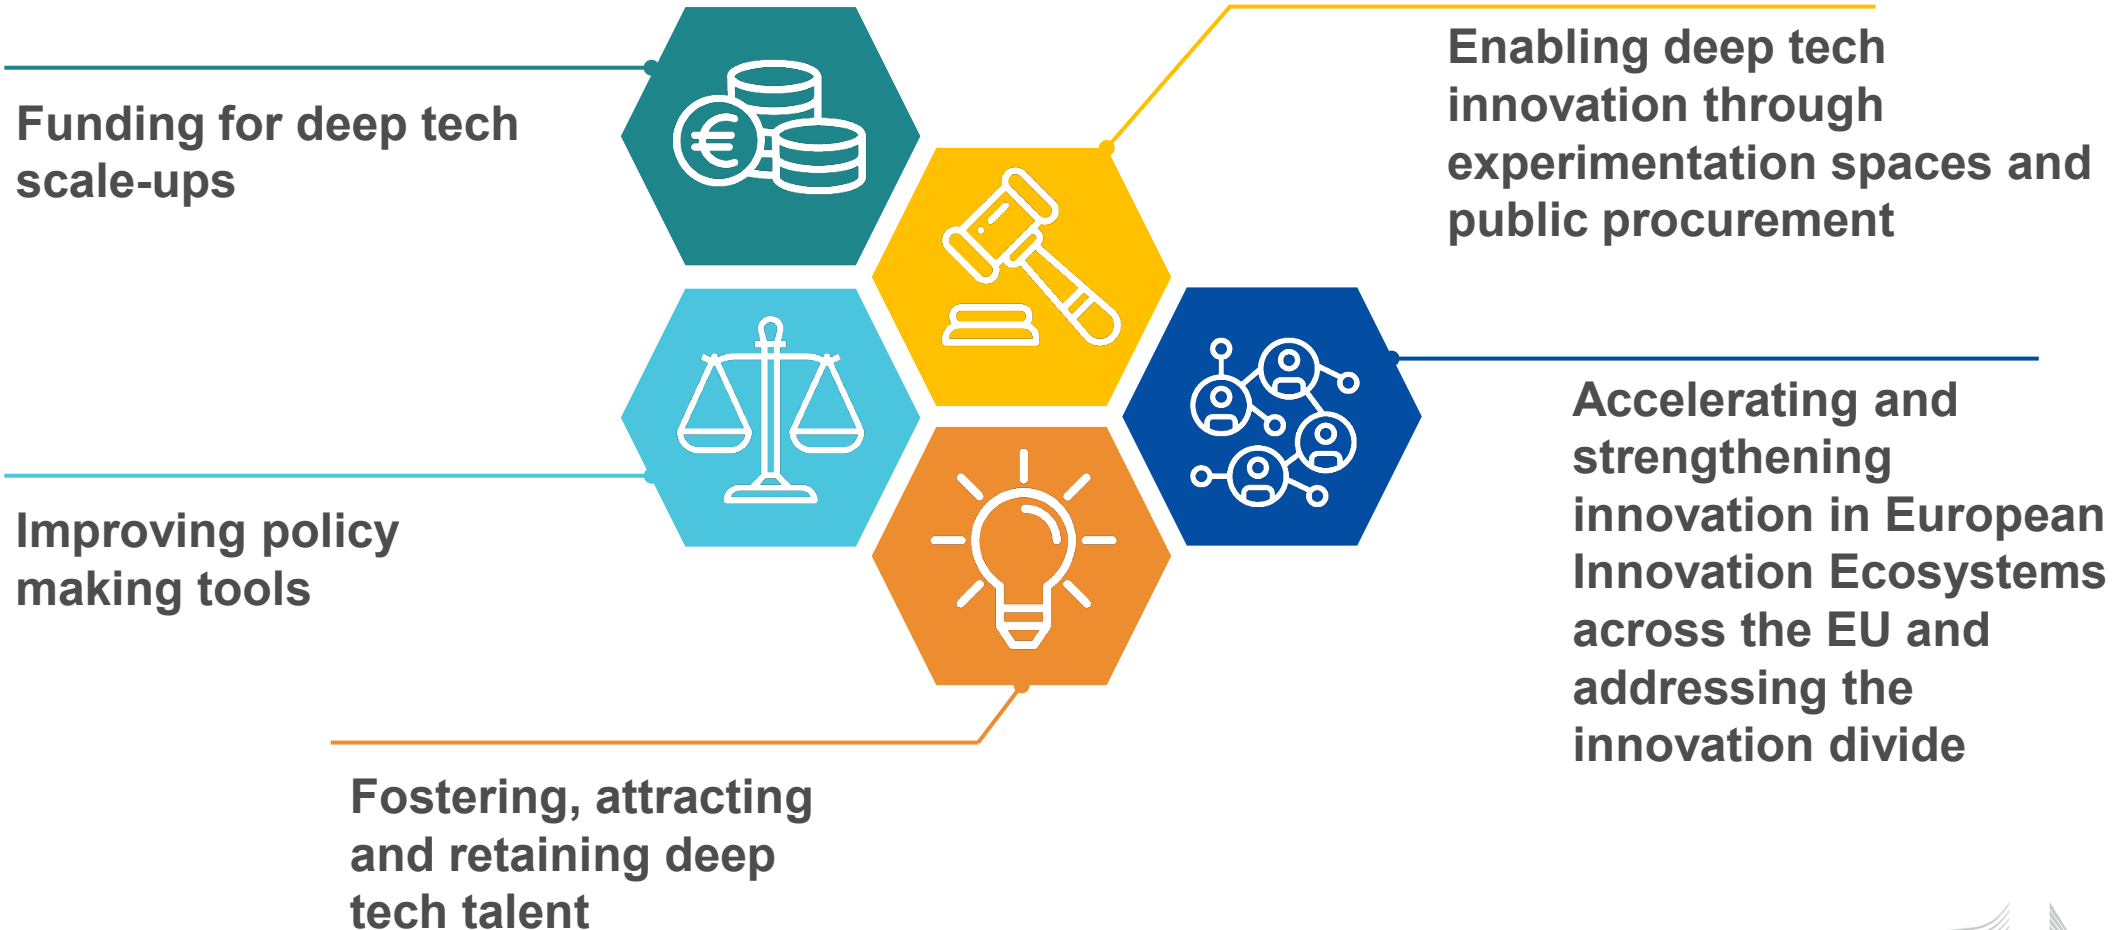 Funding for deep tech
scale-ups
Enabling deep tech
innovation through
experimentation spaces and
public procurement
Improving policy
making tools
Accelerating and
strengthening
innovation in European
Innovation Ecosystems
across the EU and
addressing the
innovation divide
Fostering, attracting
and retaining deep
tech talent